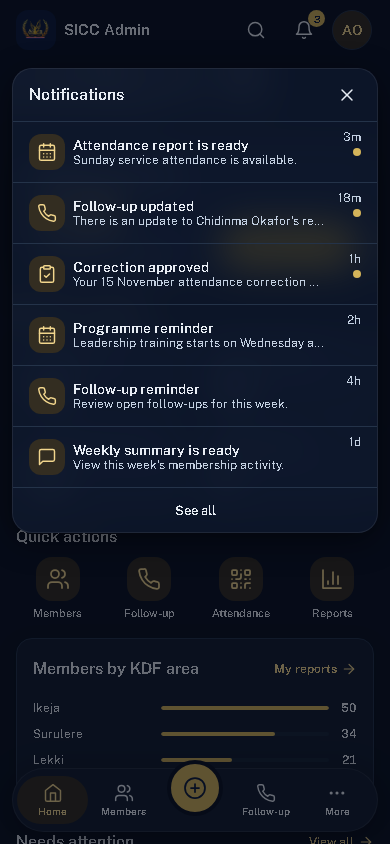 SICC Admin
3
AO
Notifications
3m
Attendance report is ready
Sunday service attendance is available.
18m
Follow-up updated
There is an update to Chidinma Okafor's re...
1h
Correction approved
Your 15 November attendance correction ...
2h
Programme reminder
Leadership training starts on Wednesday a...
4h
Follow-up reminder
Review open follow-ups for this week.
1d
Weekly summary is ready
View this week's membership activity.
See all
Quick actions
Members Follow-up Attendance Reports
Members by KDF area My reports →
Ikeja 50
Surulere 34
Lekki 21
Home Members Follow-up More
Needs attention View all →